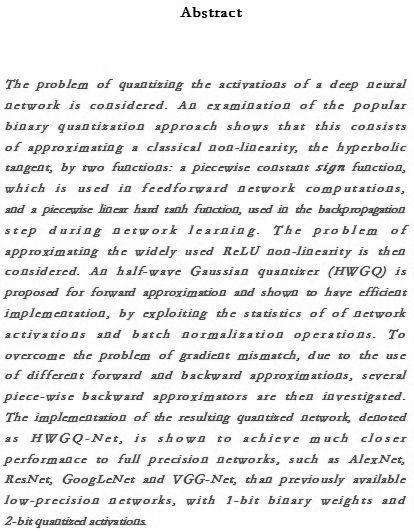 Abstract
The problem of quantizing the activations of a deep neural
network is considered. An examination of the popular
binary quantization approach shows that this consists
of approximating a classical non-linearity, the hyperbolic
tangent, by two functions: a piecewise constant sign function,
which is used in feedforward network computations,
and a piecewise linear hard tanh function, used in the backpropagation
step during network learning. The problem of
approximating the widely used ReLU non-linearity is then
considered. An half-wave Gaussian quantizer (HWGQ) is
proposed for forward approximation and shown to have efficient
implementation, by exploiting the statistics of of network
activations and batch normalization operations. To
overcome the problem of gradient mismatch, due to the use
of different forward and backward approximations, several
piece-wise backward approximators are then investigated.
The implementation of the resulting quantized network, denoted
as HWGQ-Net, is shown to achieve much closer
performance to full precision networks, such as AlexNet,
ResNet, GoogLeNet and VGG-Net, than previously available
low-precision networks, with 1-bit binary weights and
2-bit quantized activations.